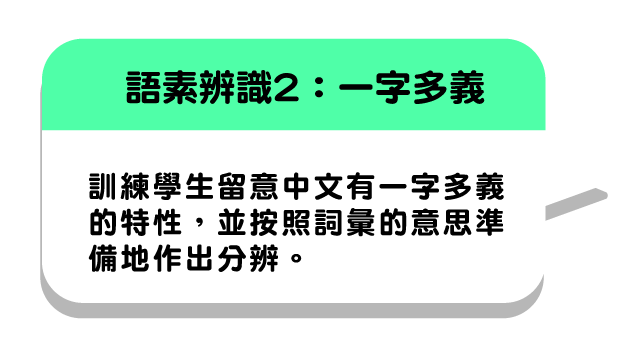 語素辨識2：一字多義
訓練學生留意中文有一字多義
的特性，並按照詞彙的意思準
備地作出分辨。